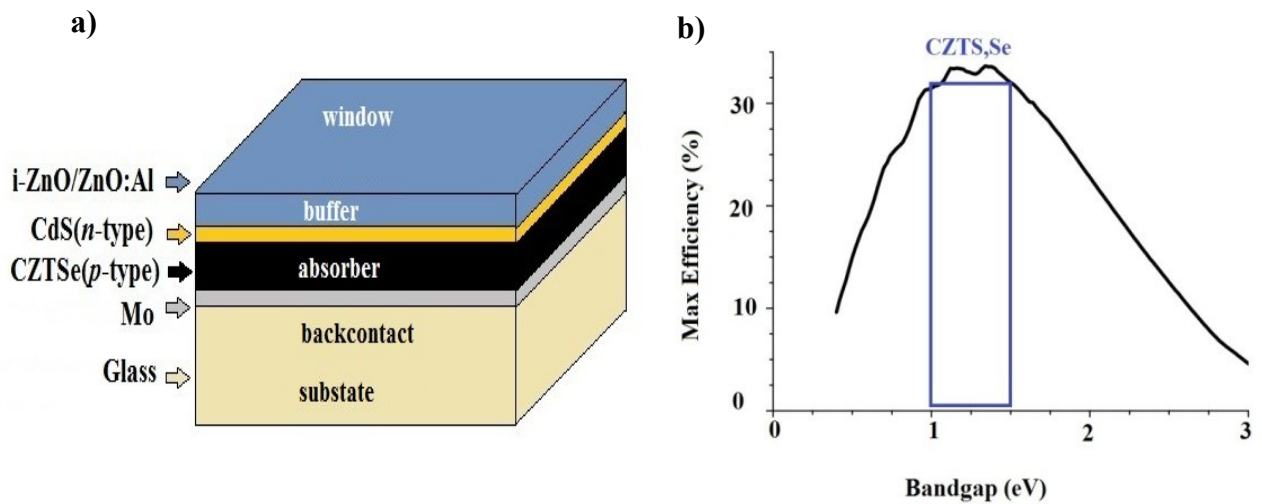 a)
window
i-ZnO/ZnO:Al
buffer
CdS(n-type)
CZTSe(p-type)
absorber
Mo
backcontact
Glass
substate
b)
CZTS,Se
Max Efficiency (%)
30
20
10
0
0
1
2
3
Bandgap (eV)